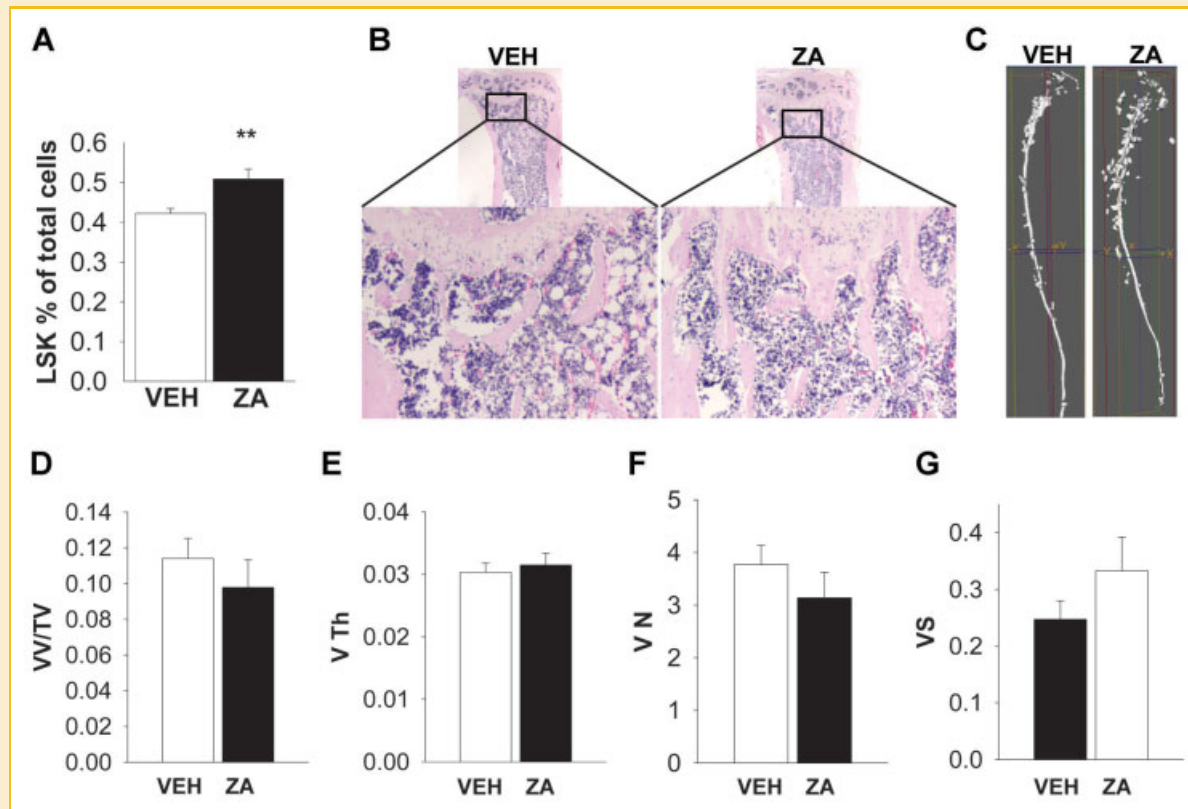 A
B
C
VEH
ZA
VEH
ZA
**
LSK % of total cells
0.6
0.5
0.4
0.3
0.2
0.1
0.0
VEH ZA
D
E
F
G
VV/TV
0.14
0.12
0.10
0.08
0.06
0.04
0.02
0.00
VEH ZA
V Th
0.04
0.03
0.02
0.01
0.00
VEH ZA
V N
5
4
3
2
1
0
VEH ZA
VS
0.4
0.3
0.2
0.1
0.0
VEH ZA